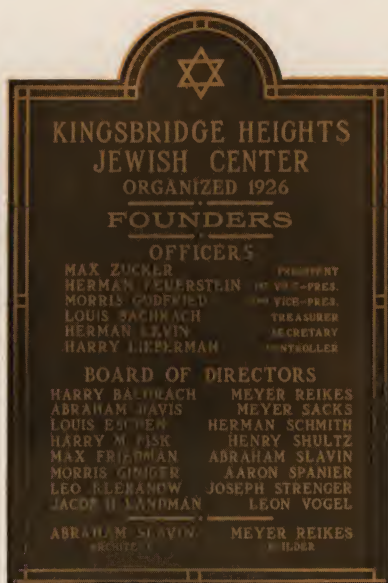 KINGSBRIDGE HEIGHTS
JEWISH CENTER
ORGANIZED 1926
FOUNDERS
OFFICERS
MAX ZUCKER PRESIDENT
HERMAN FEUERSTEIN 1ST VICE-PRES.
MORRIS GODFRIED VICE-PRES.
LOUIS BACHRACH TREASURER
HERMAN LEVIN SECRETARY
HARRY LIEBERMAN CONTROLLER
BOARD OF DIRECTORS
HARRY MEYER REIKES
ABRAHAM DAVIS MEYER SACKS
LOUIS HERMAN SCHMITH
HARRY M. FISK HENRY SHULTZ
MAX FRIEDMAN ABRAHAM SLAVIN
MORRIS GINIGER AARON SPANIER
LEO KLEBANOW JOSEPH STRENGER
JACOB H. LANDMAN LEON VOGEL
ABRAHAM SLAVIN MEYER REIKES
ARCHITECT BUILDER